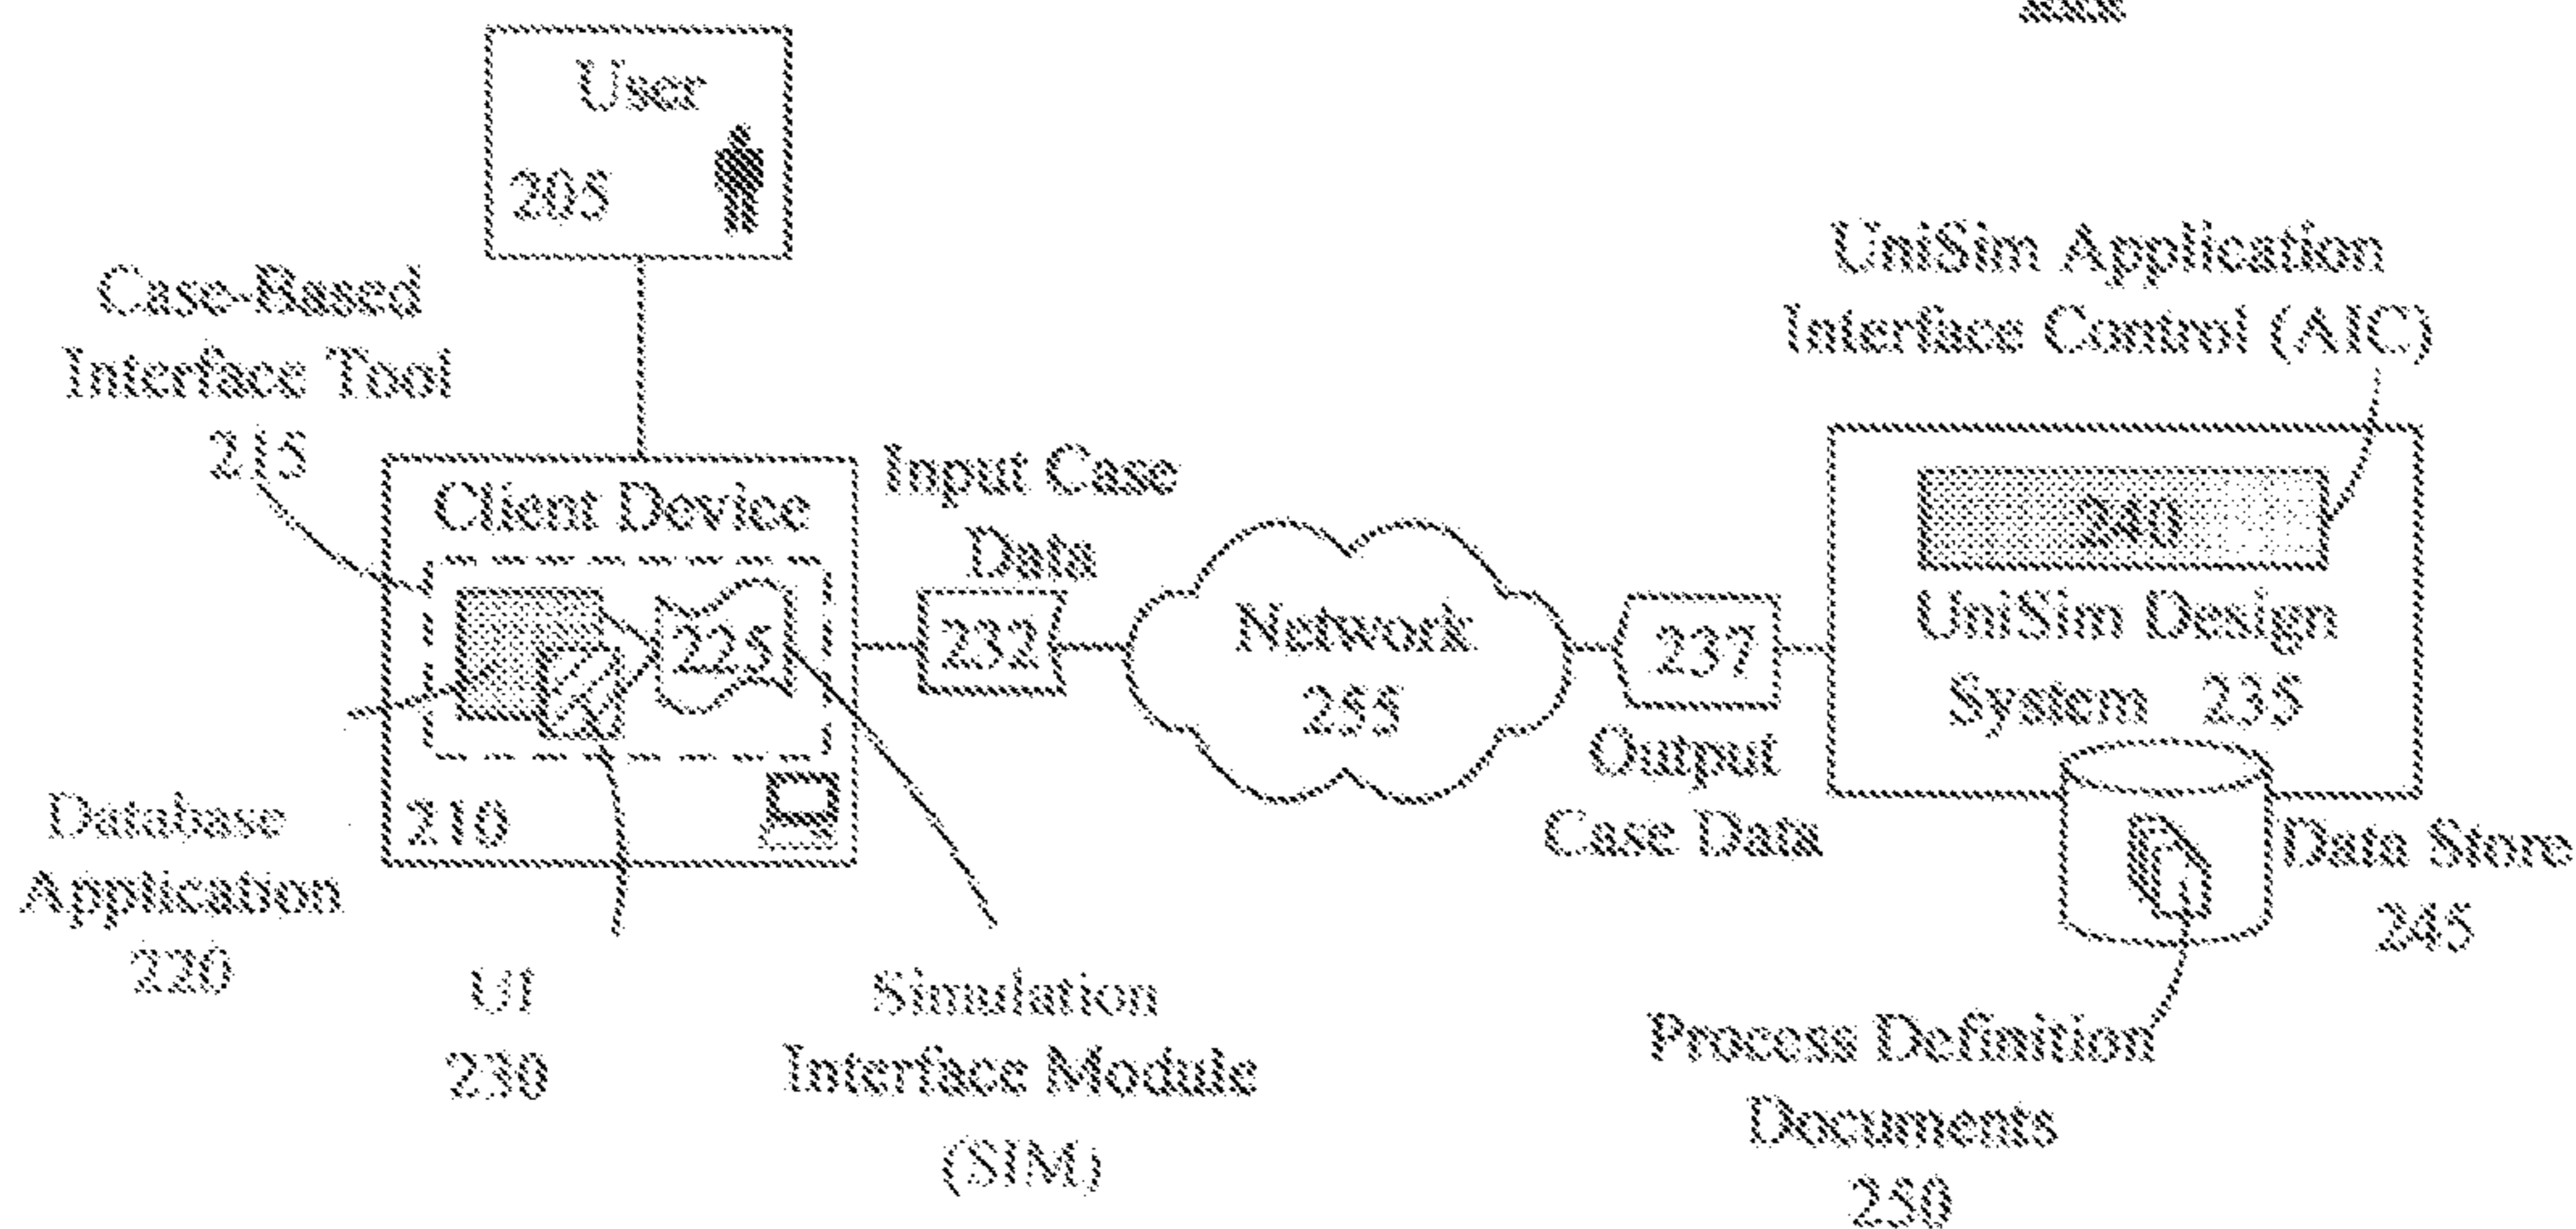 User
205
Case-Based
Interface Tool
215
Client Device
225
210
Database
Application
220
UI
230
Simulation
Interface Module
(SIM)
Input Case
Data
232
Network
255
237
Output
Case Data
UniSim Application
Interface Control (AIC)
240
UniSim Design
System 235
Data Store
245
Process Definition
Documents
250